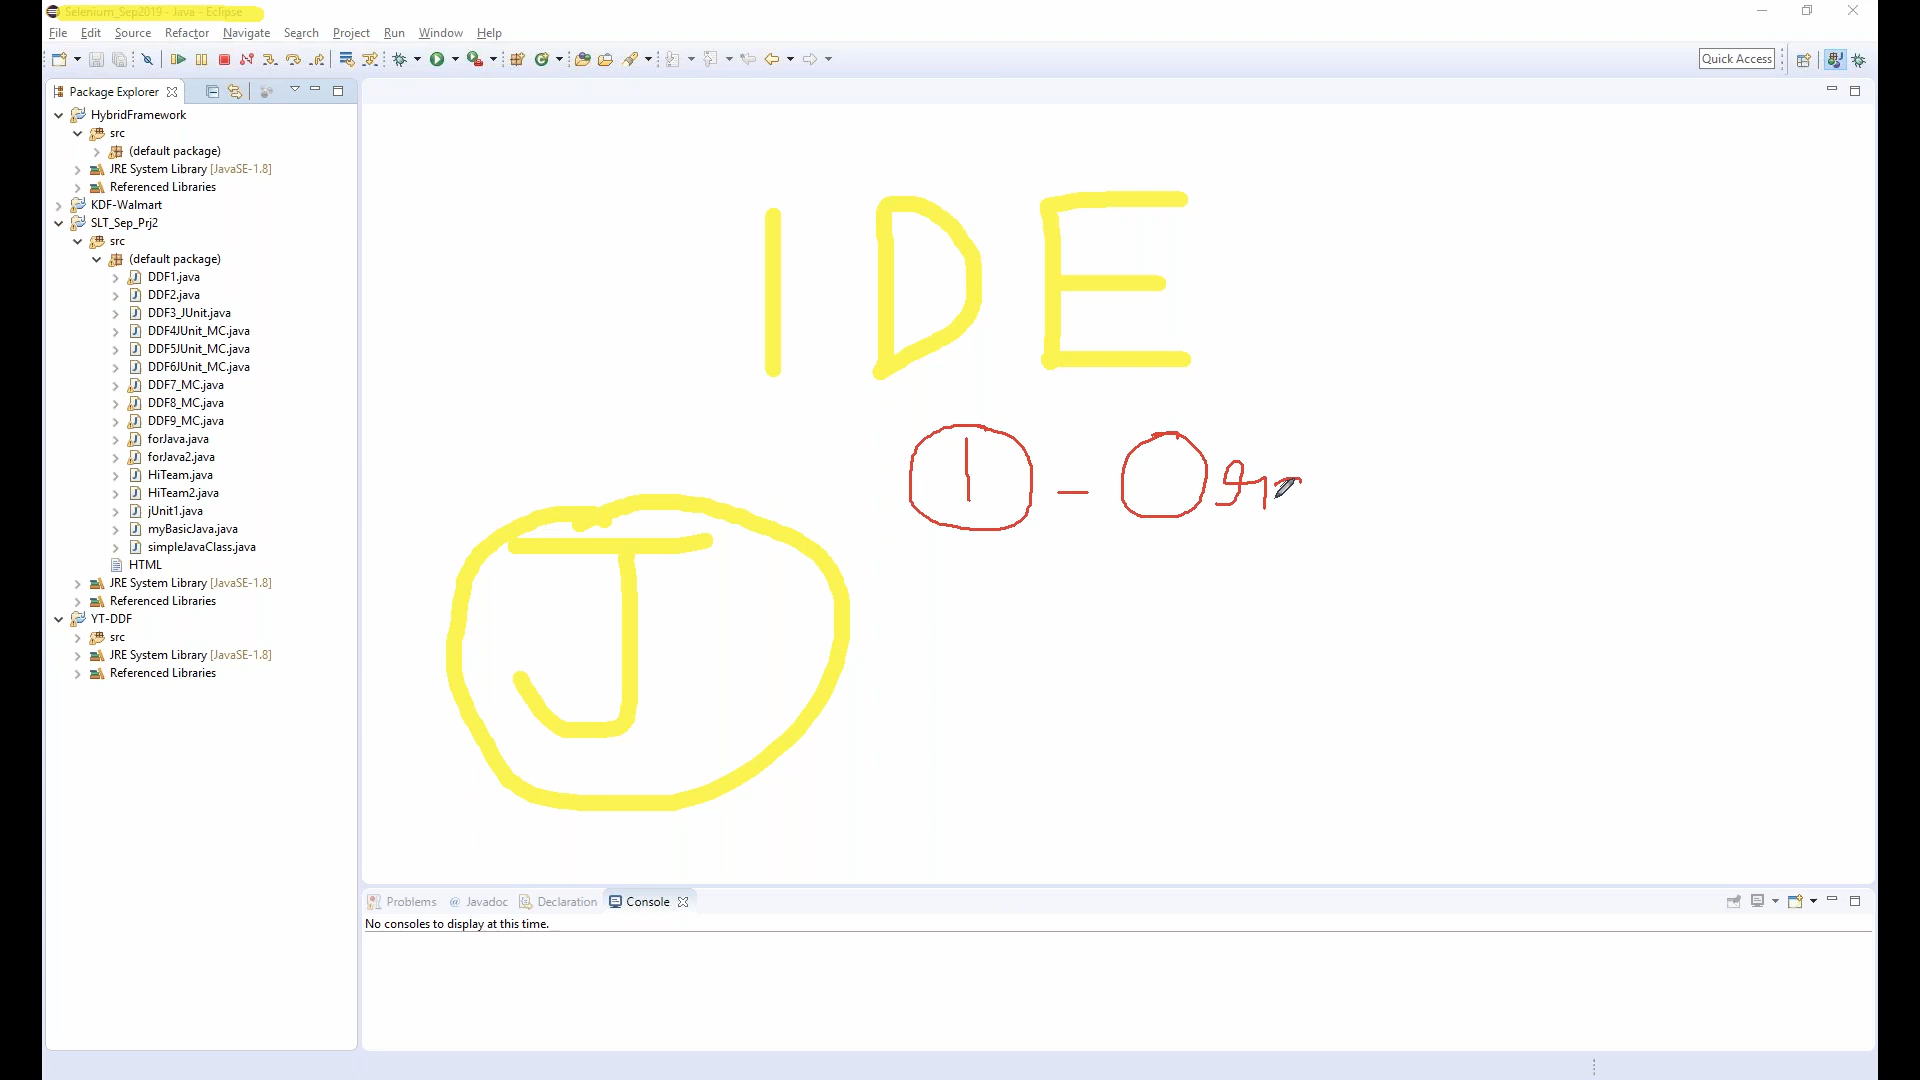 Selenium_Sep2019 - Java - Eclipse
File Edit Source Refactor Navigate Search Project Run Window Help
Quick Access
Package Explorer
HybridFramework
src
(default package)
JRE System Library [JavaSE-1.8]
Referenced Libraries
KDF-Walmart
SLT_Sep_Prj2
src
(default package)
DDF1.java
DDF2.java
DDF3_JUnit.java
DDF4JUnit_MC.java
DDF5JUnit_MC.java
DDF6JUnit_MC.java
DDF7_MC.java
DDF8_MC.java
DDF9_MC.java
forJava.java
forJava2.java
HiTeam.java
HiTeam2.java
jUnit1.java
myBasicJava.java
simpleJavaClass.java
HTML
JRE System Library [JavaSE-1.8]
Referenced Libraries
YT-DDF
src
JRE System Library [JavaSE-1.8]
Referenced Libraries
IDE
1 -
J
Problems @ Javadoc Declaration Console
No consoles to display at this time.